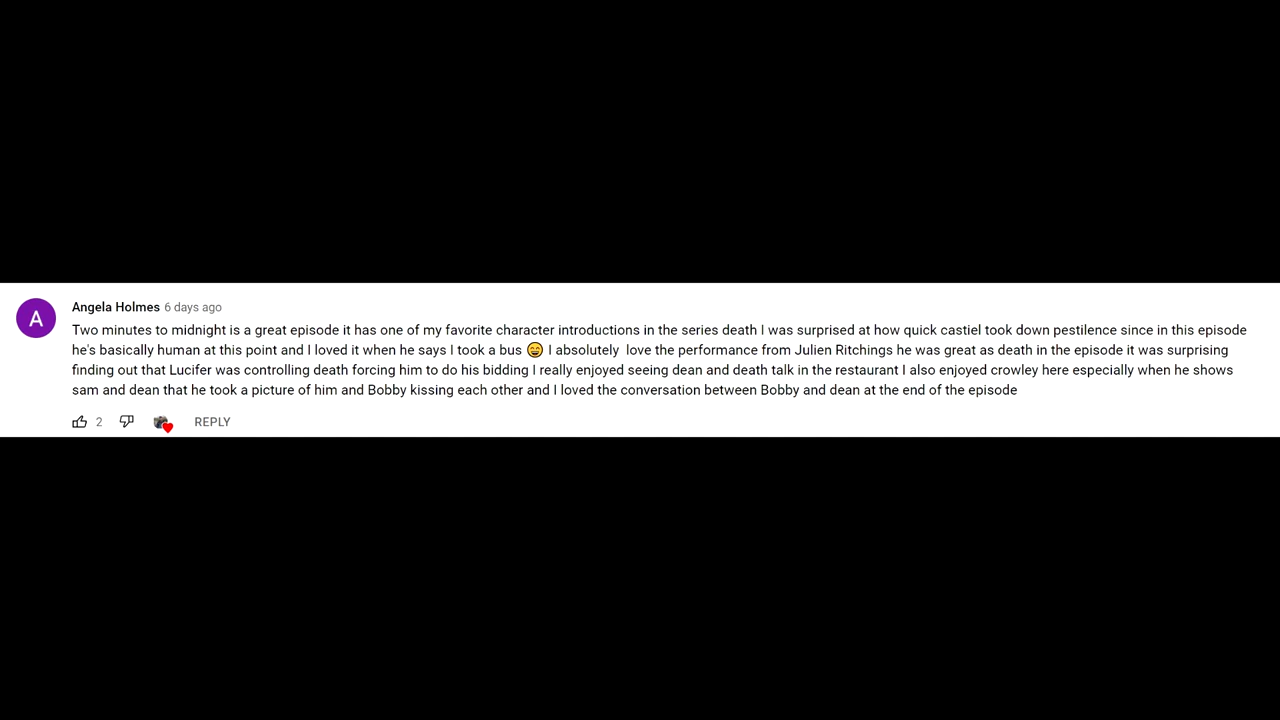 A
Angela Holmes 6 days ago
Two minutes to midnight is a great episode it has one of my favorite character introductions in the series death I was surprised at how quick castiel took down pestilence since in this episode
he's basically human at this point and I loved it when he says I took a bus 😄 I absolutely  love the performance from Julien Ritchings he was great as death in the episode it was surprising
finding out that Lucifer was controlling death forcing him to do his bidding I really enjoyed seeing dean and death talk in the restaurant I also enjoyed crowley here especially when he shows
sam and dean that he took a picture of him and Bobby kissing each other and I loved the conversation between Bobby and dean at the end of the episode
2 REPLY